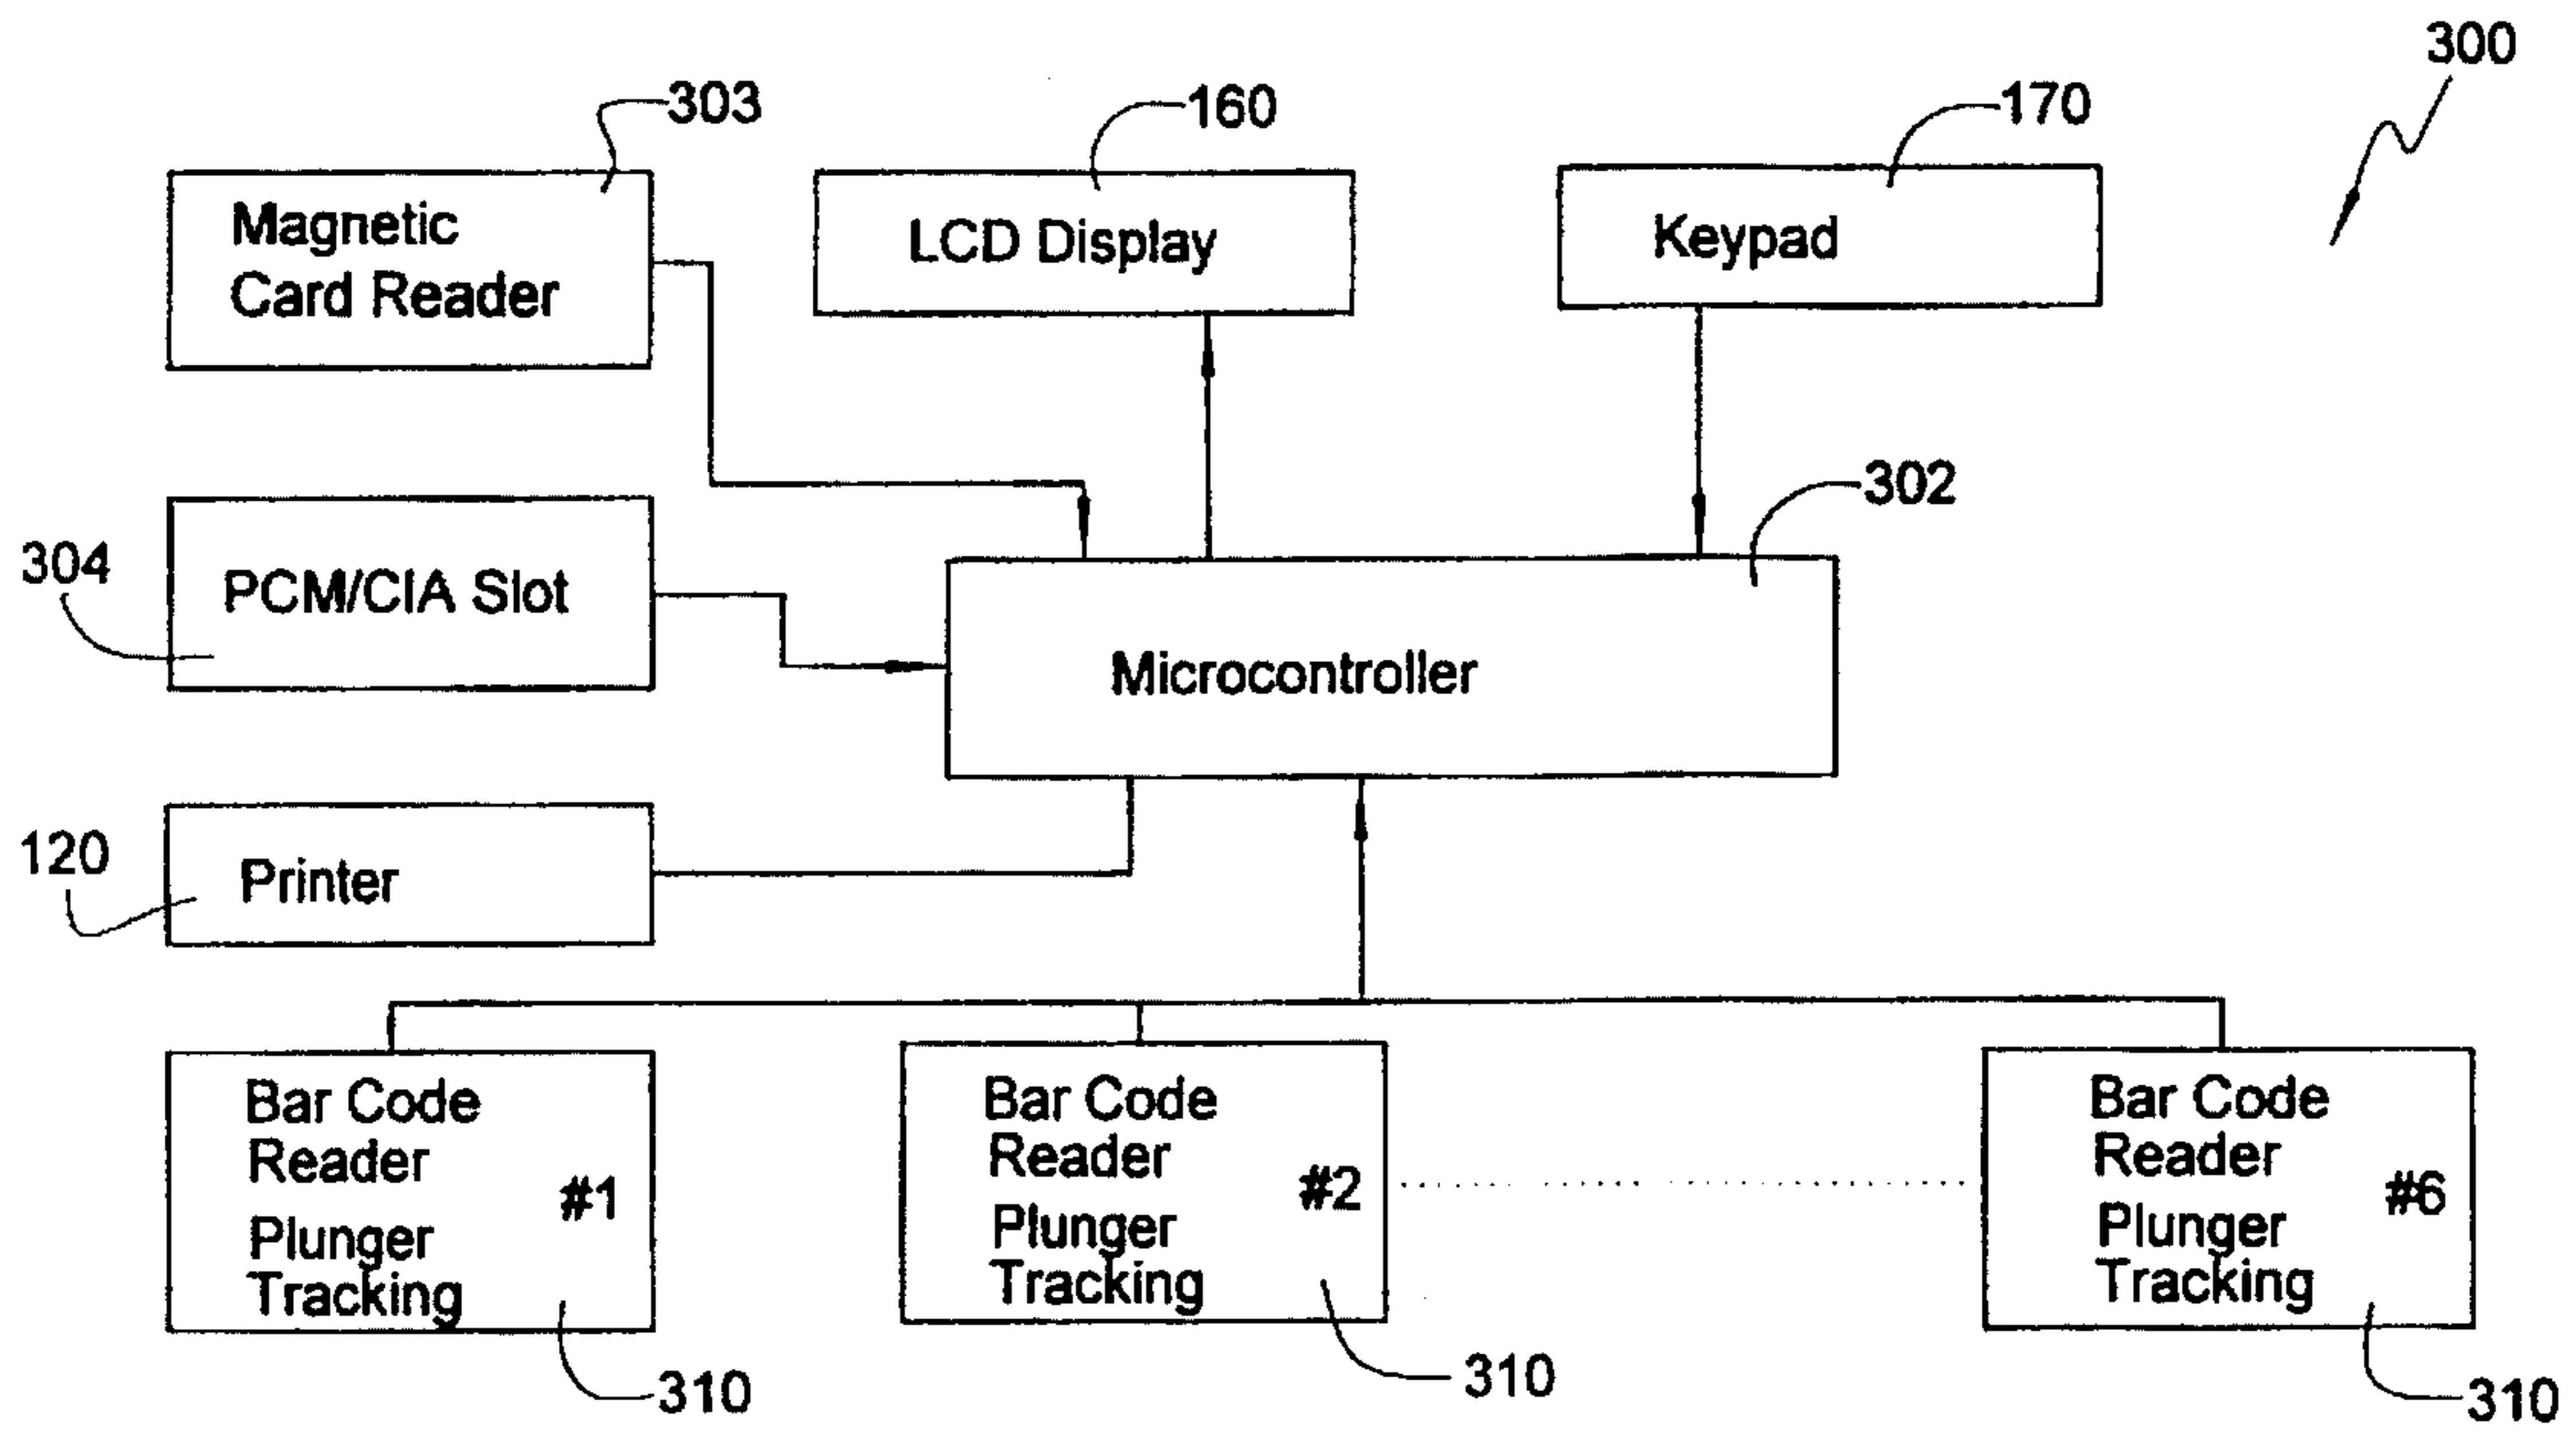 300
303
160
170
Magnetic
Card Reader
LCD Display
Keypad
302
304
PCM/CIA Slot
Microcontroller
120
Printer
Bar Code
Reader
#1
Plunger
Tracking
310
Bar Code
Reader
#2
Plunger
Tracking
310
Bar Code
Reader
#6
Plunger
Tracking
310